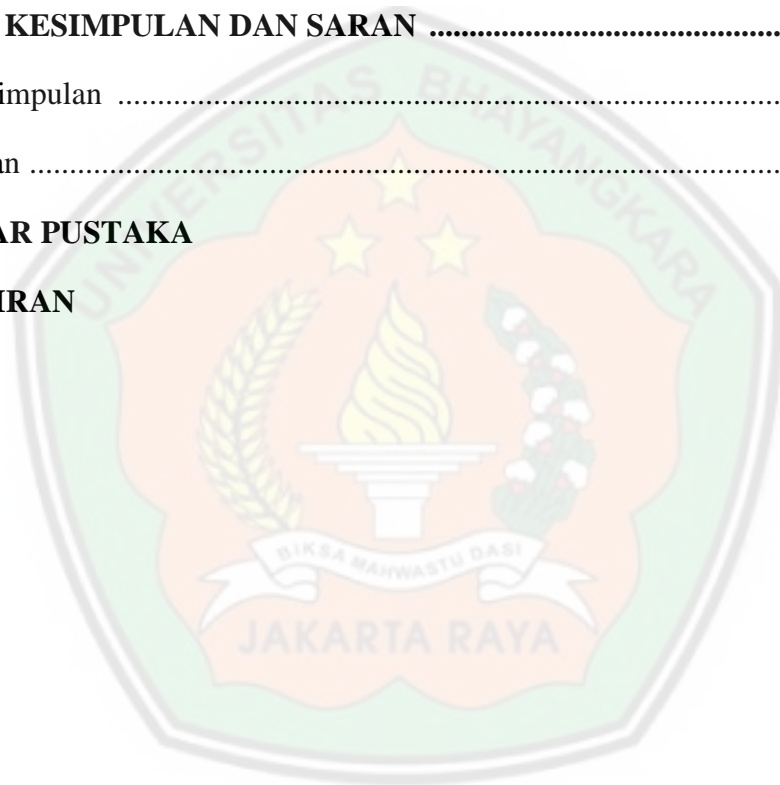 KESIMPULAN DAN SARAN ............................................
impulan ...................................................................................
an ..............................................................................................
AR PUSTAKA
IRAN
UNIVERSITAS BHAYANGKARA
BIKSA MAHWASTU DASI
JAKARTA RAYA